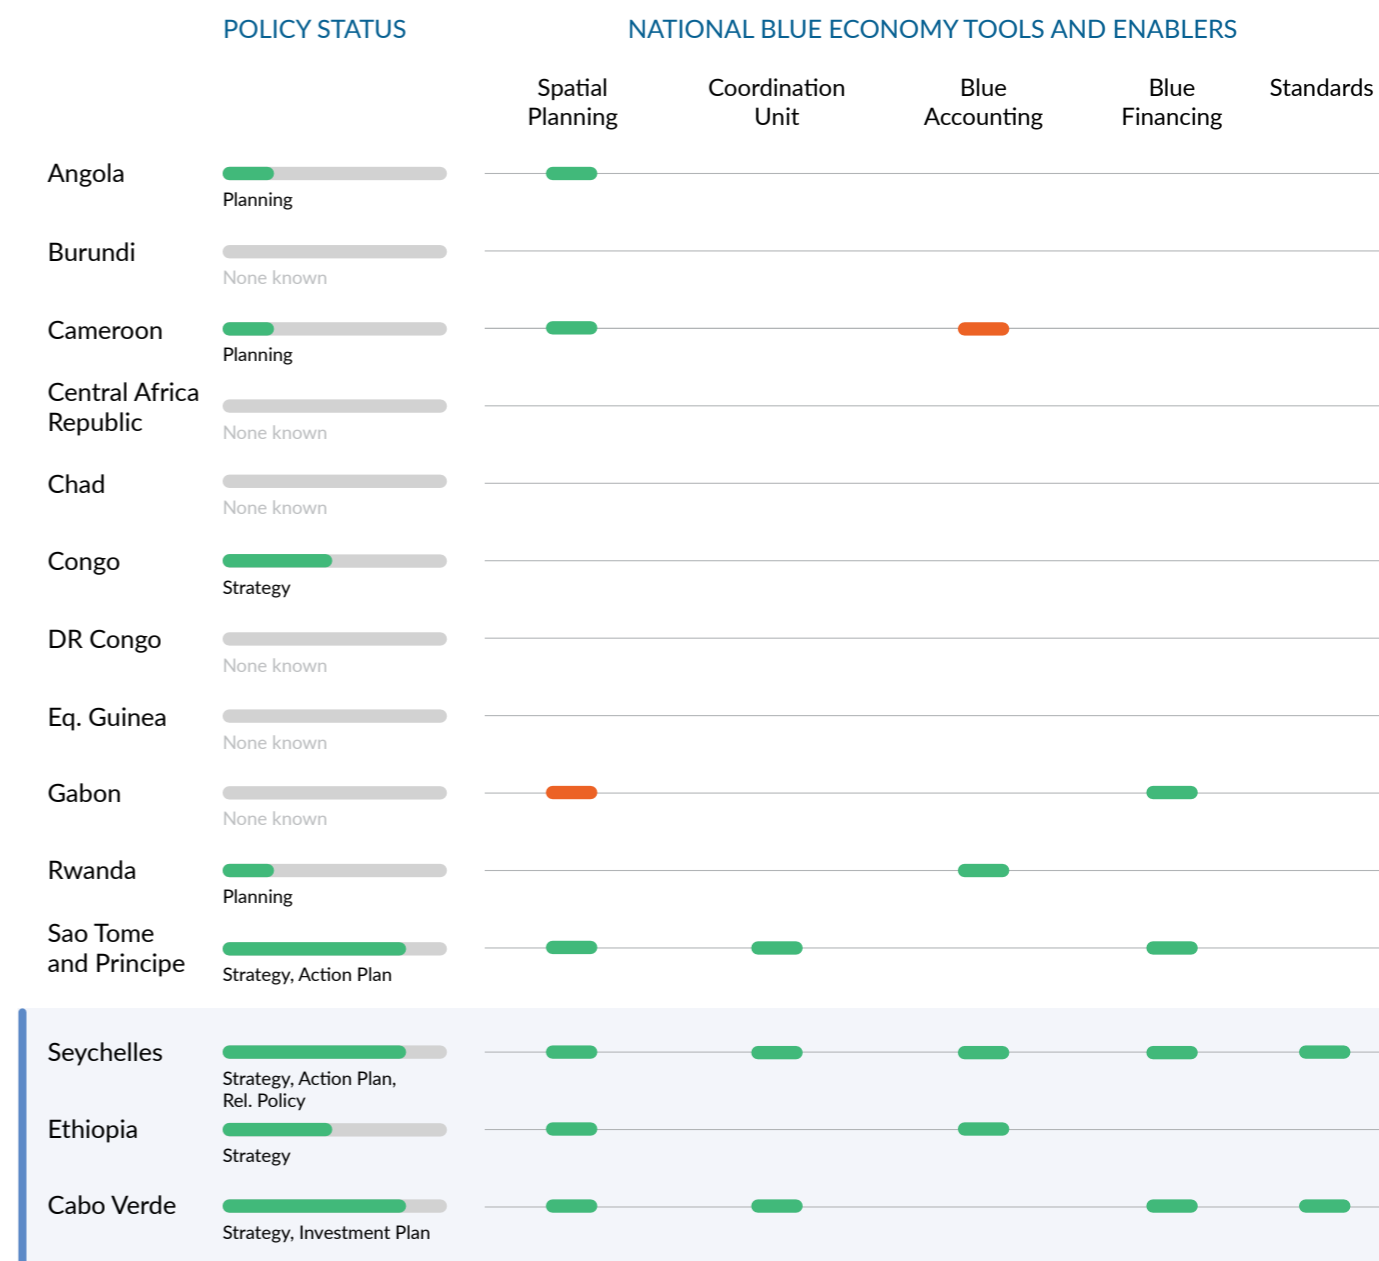 POLICY STATUS
NATIONAL BLUE ECONOMY TOOLS AND ENABLERS
Spatial
Planning
Coordination
Unit
Blue
Accounting
Blue
Financing
Standards
Angola
Planning
Burundi
None known
Cameroon
Planning
Central Africa
Republic
None known
Chad
None known
Congo
Strategy
DR Congo
None known
Eq. Guinea
None known
Gabon
None known
Rwanda
Planning
Sao Tome
and Principe
Strategy, Action Plan
Seychelles
Strategy, Action Plan,
Rel. Policy
Ethiopia
Strategy
Cabo Verde
Strategy, Investment Plan